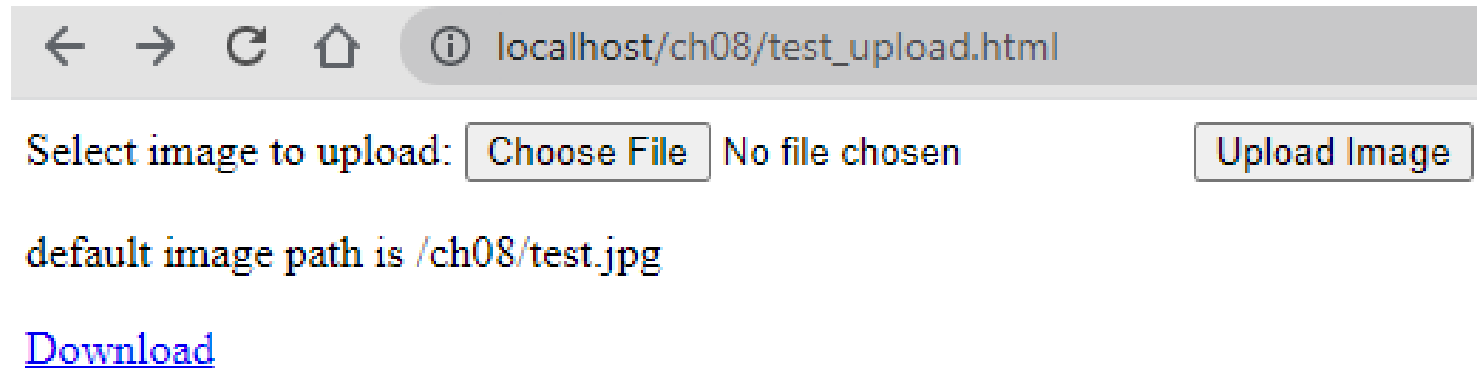 localhost/ch08/test_upload.html
Select image to upload: Choose File No file chosen Upload Image
default image path is /ch08/test.jpg
Download